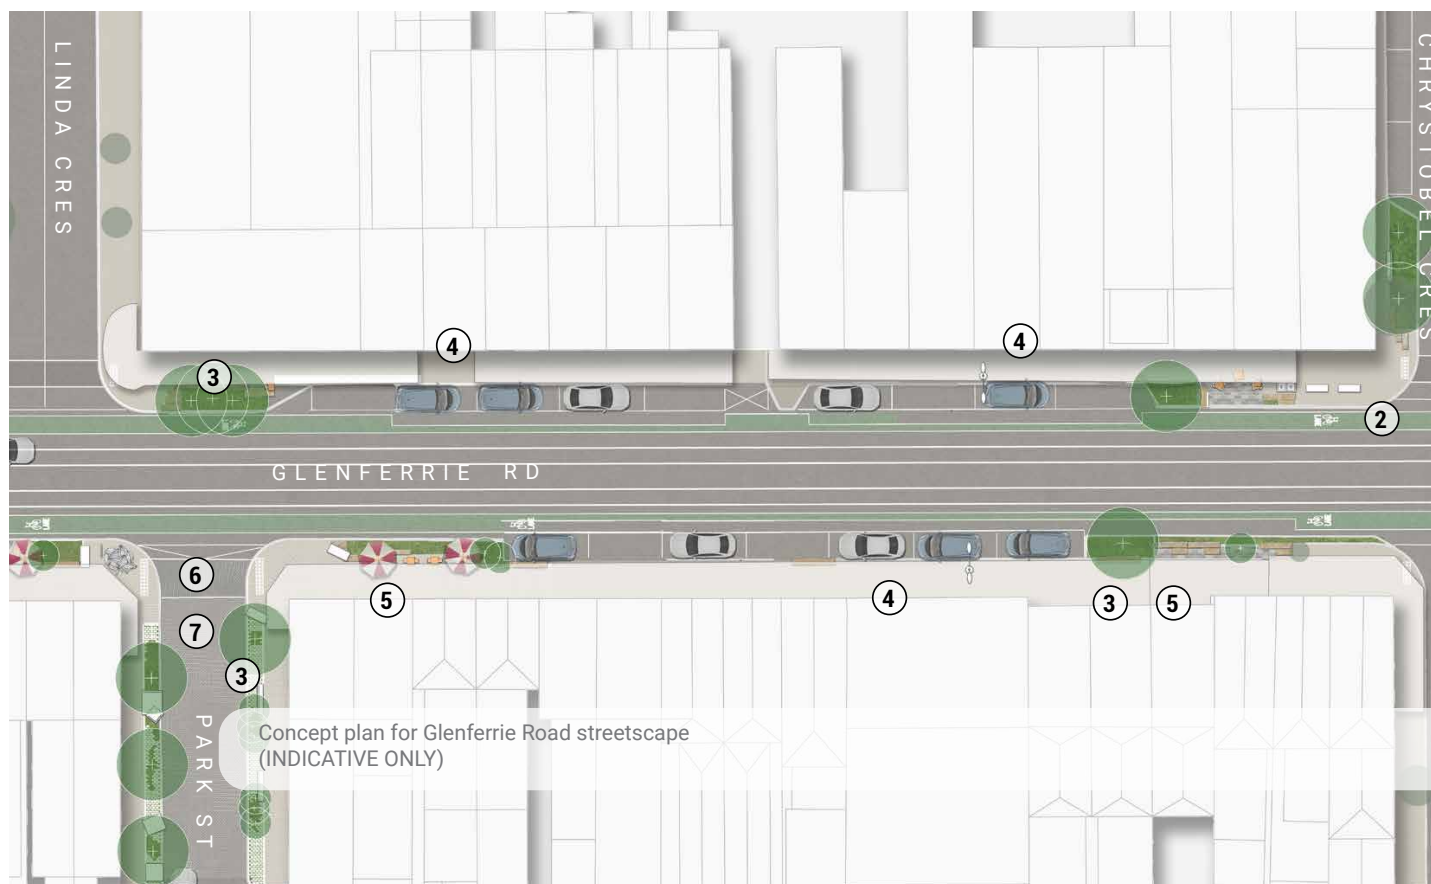 LINDA CRES
CHRYSTOBEL CRES
4
4
3
2
GLENFERRIE RD
6
5
4
3
5
7
3
PARK ST
Concept plan for Glenferrie Road streetscape
(INDICATIVE ONLY)